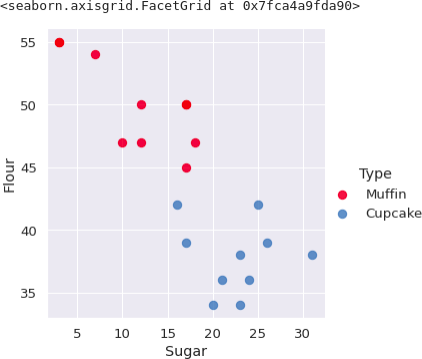 <seaborn.axisgrid.FacetGrid at 0x7fca4a9fda90>
55
50
45
40
35
Flour
5 10 15 20 25 30
Sugar
Type
Muffin
Cupcake